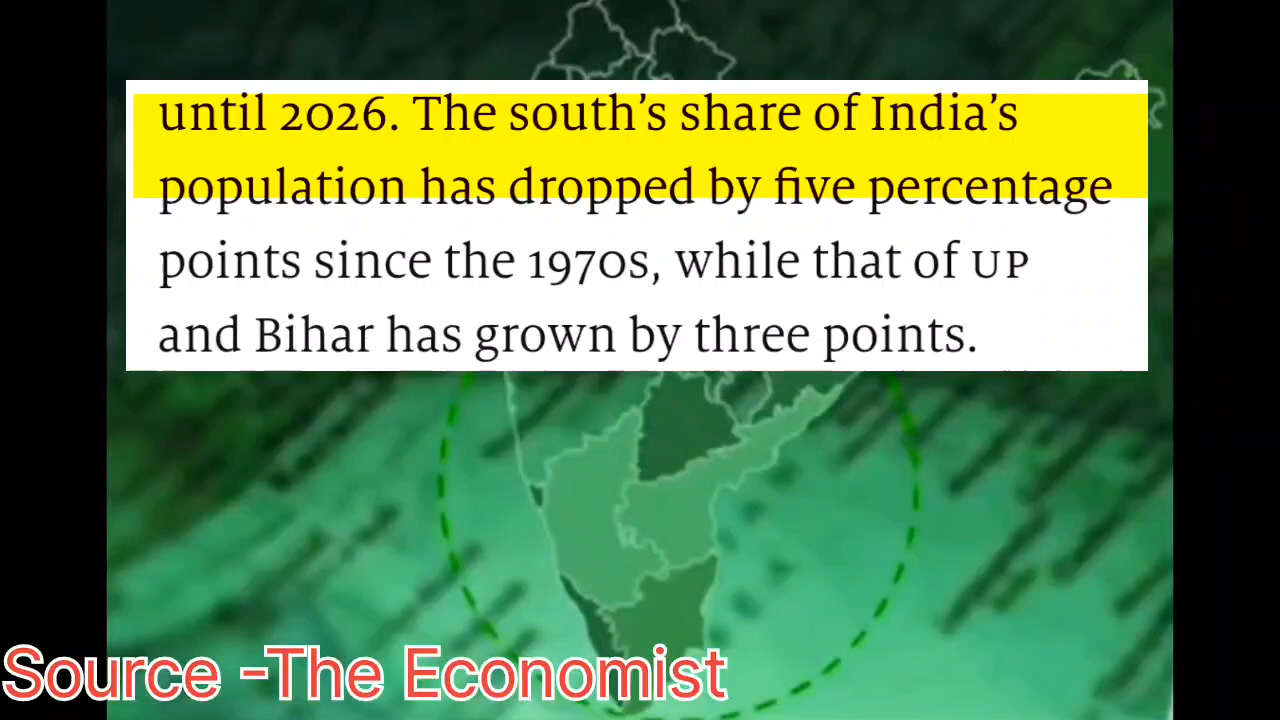 until 2026. The south’s share of India’s
population has dropped by five percentage
points since the 1970s, while that of UP
and Bihar has grown by three points.
Source -The Economist